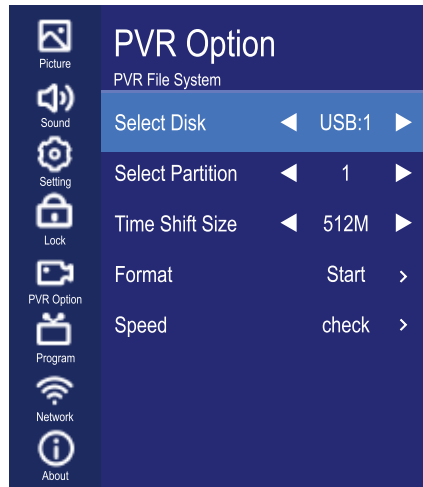 Picture
Sound
Setting
Lock
PVR Option
Program
Network
About
PVR Option
PVR File System
Select Disk USB:1
Select Partition 1
Time Shift Size 512M
Format Start >
Speed check >